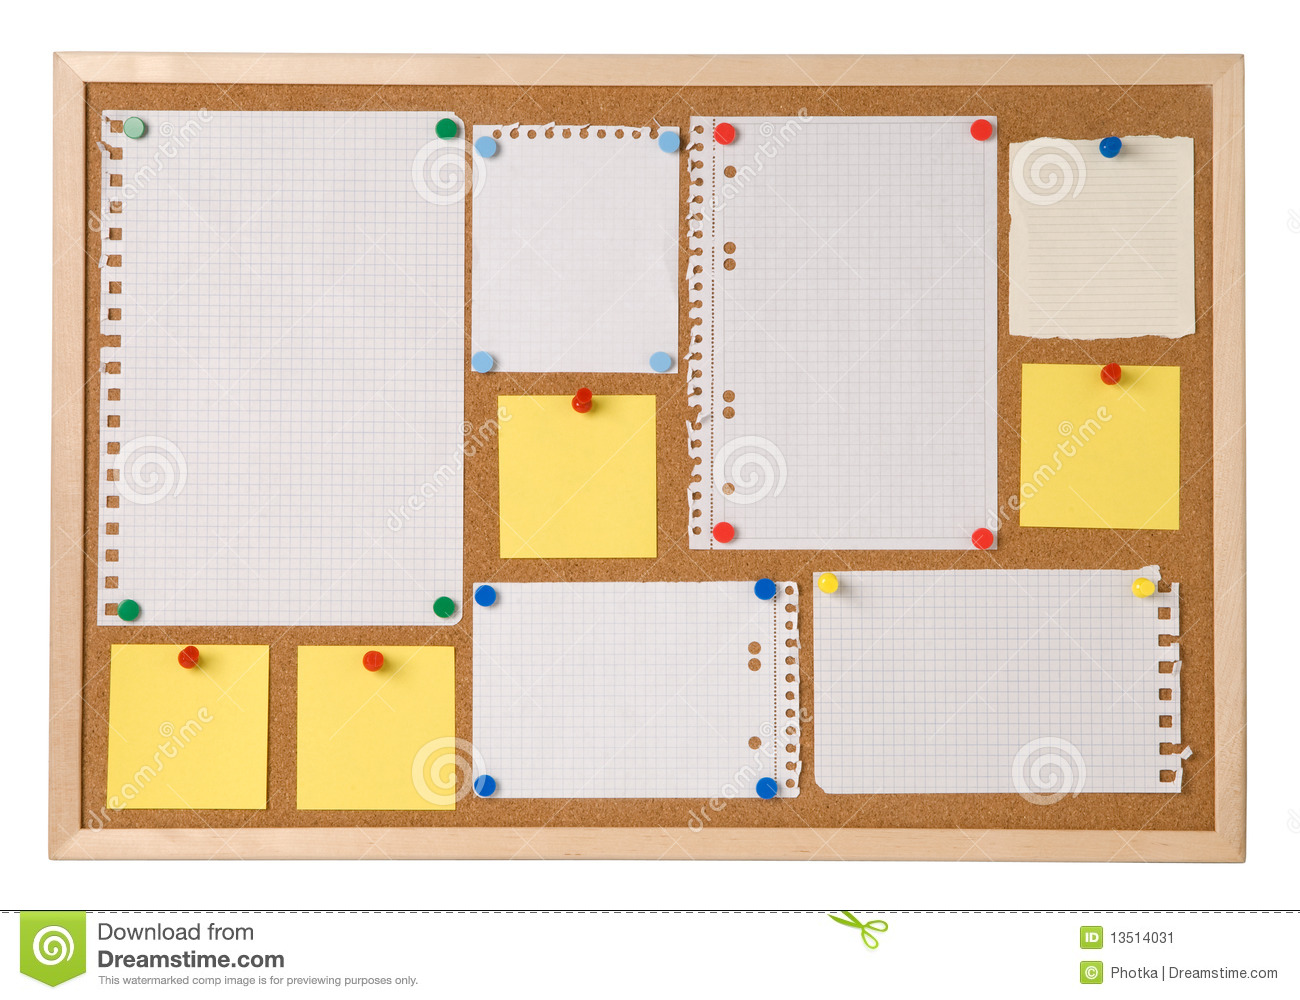 dreamstime
dreamstime
dreamstime
dreamstime
dreamstime
dreamstime
dreamstime
Download from
Dreamstime.com
This watermarked comp image is for previewing purposes only.
ID 13514031
© Photka | Dreamstime.com